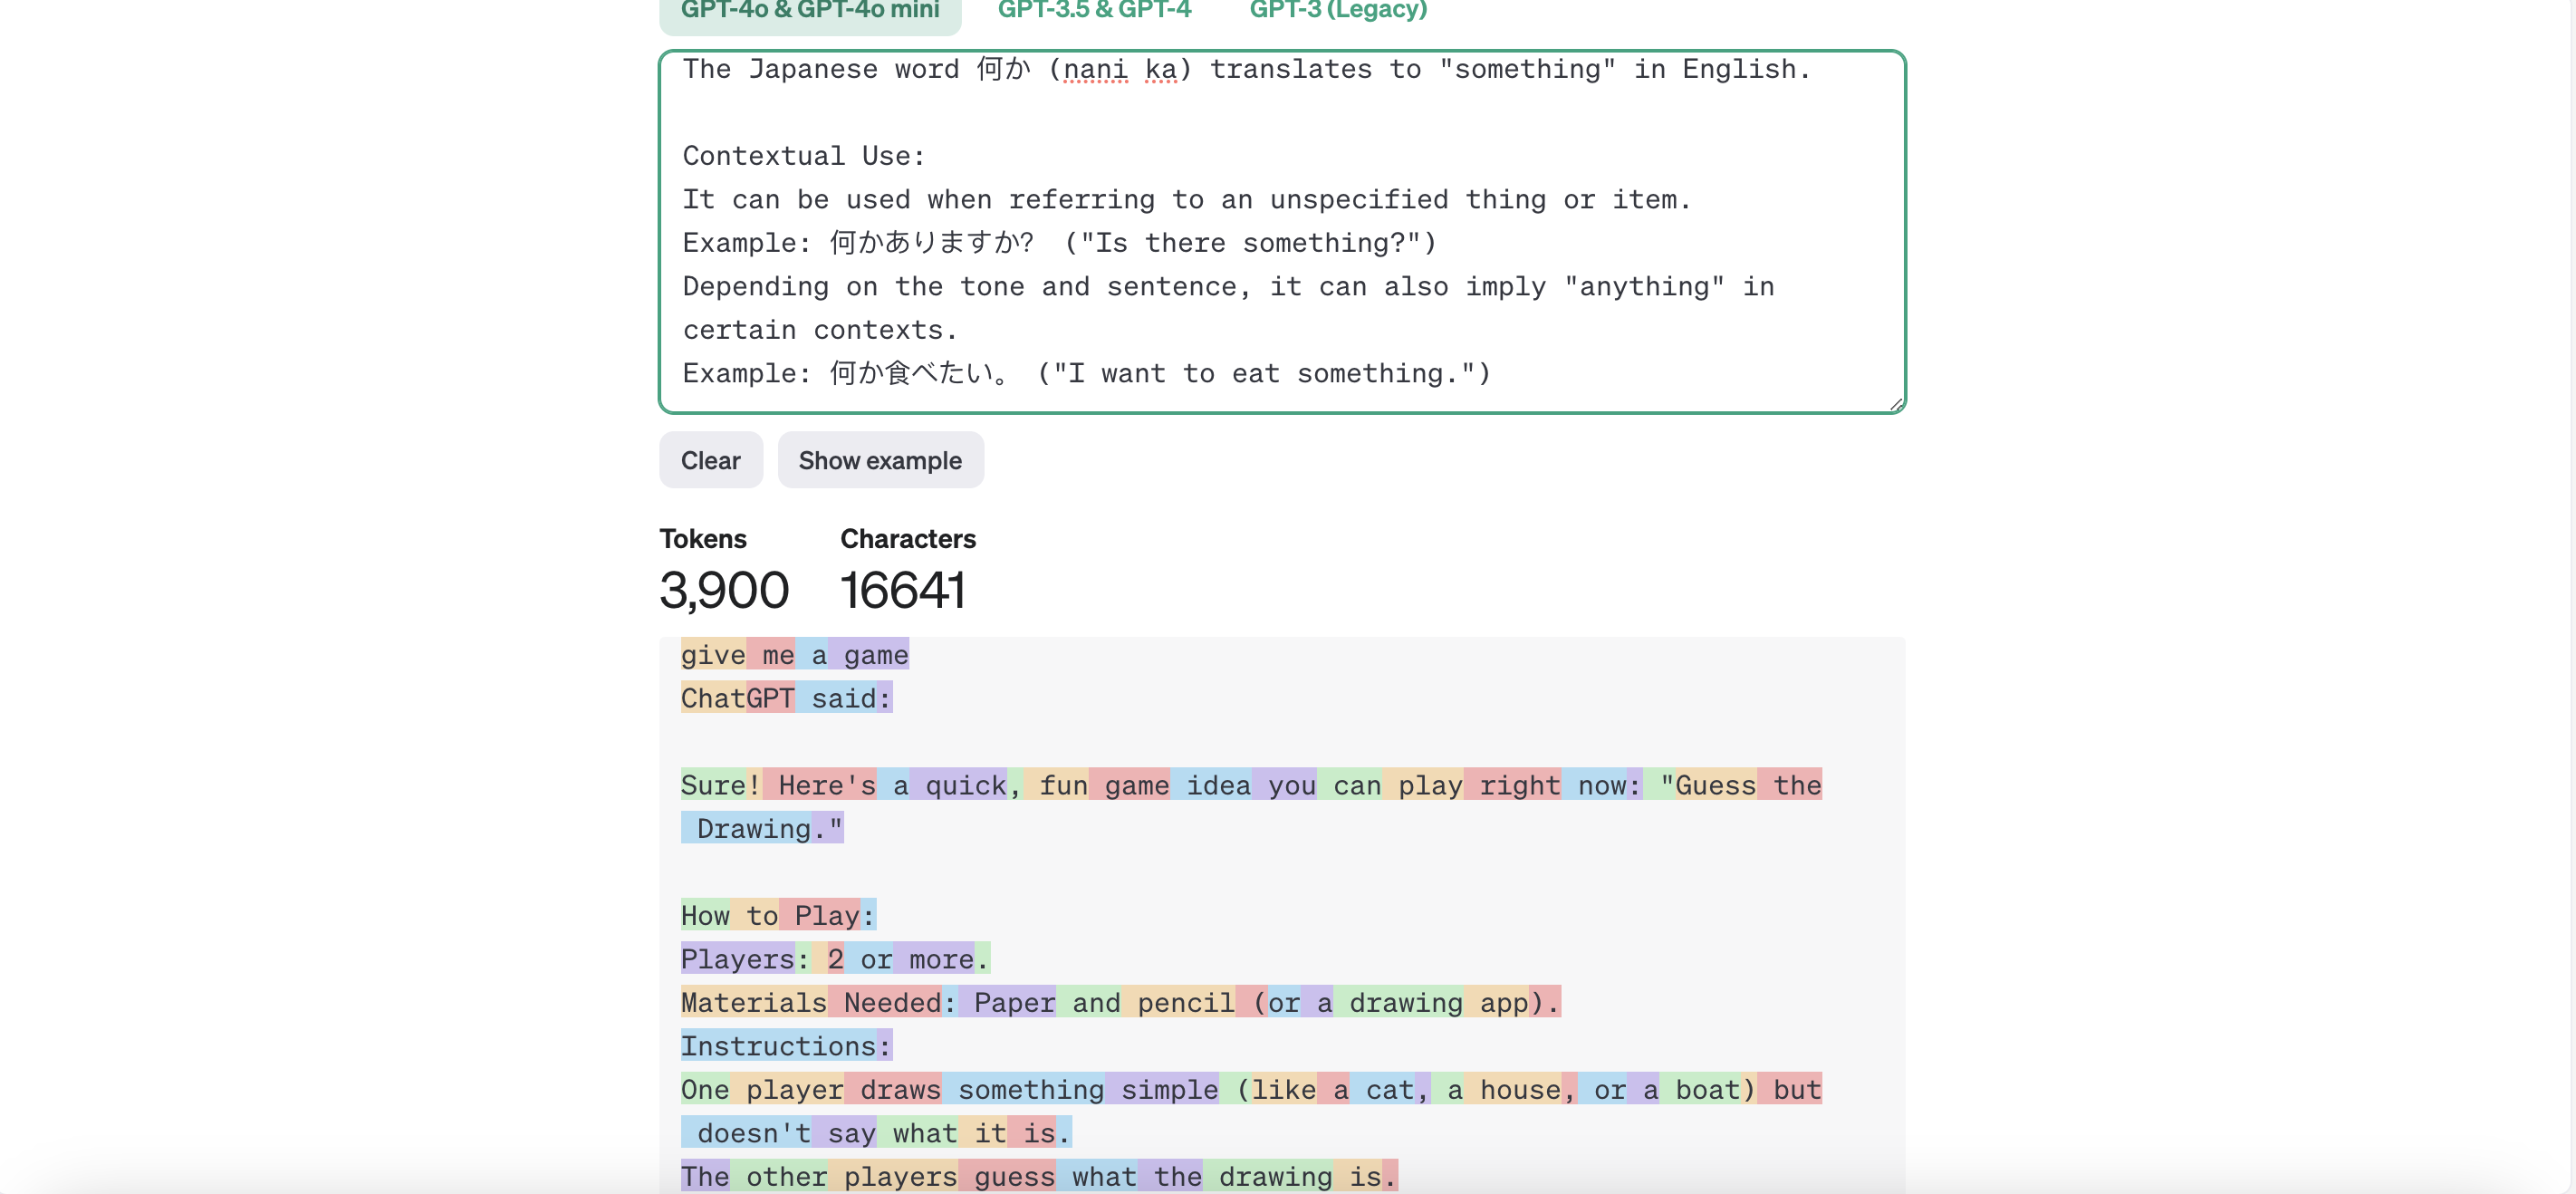 GPT-4o & GPT-4o mini GPT-3.5 & GPT-4 GPT-3 (Legacy)
The Japanese word 何か (nani ka) translates to "something" in English.
Contextual Use:
It can be used when referring to an unspecified thing or item.
Example: 何かありますか？ ("Is there something?")
Depending on the tone and sentence, it can also imply "anything" in
certain contexts.
Example: 何か食べたい。 ("I want to eat something.")
Clear Show example
Tokens Characters
3,900 16641
give me a game
ChatGPT said:
Sure! Here's a quick, fun game idea you can play right now: "Guess the
Drawing."
How to Play:
Players: 2 or more.
Materials Needed: Paper and pencil (or a drawing app).
Instructions:
One player draws something simple (like a cat, a house, or a boat) but
doesn't say what it is.
The other players guess what the drawing is.